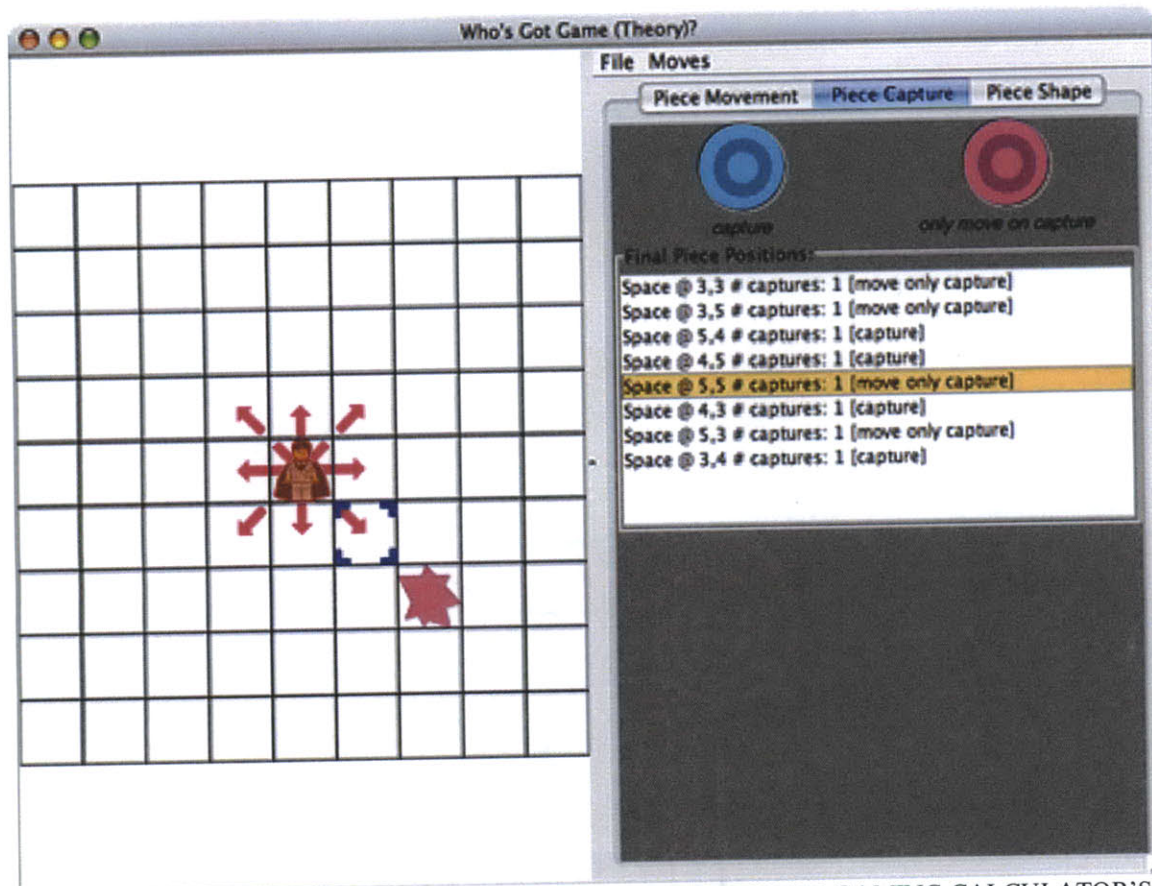 Who's Got Game (Theory)?
File Moves
Piece Movement Piece Capture Piece Shape
capture only move on capture
Final Piece Positions:
Space @ 3,3 # captures: 1 [move only capture]
Space @ 3,5 # captures: 1 [move only capture]
Space @ 5,4 # captures: 1 [capture]
Space @ 4,5 # captures: 1 [capture]
Space @ 5,5 # captures: 1 [move only capture]
Space @ 4,3 # captures: 1 [capture]
Space @ 5,3 # captures: 1 [move only capture]
Space @ 3,4 # captures: 1 [capture]
CALCULATOR'S